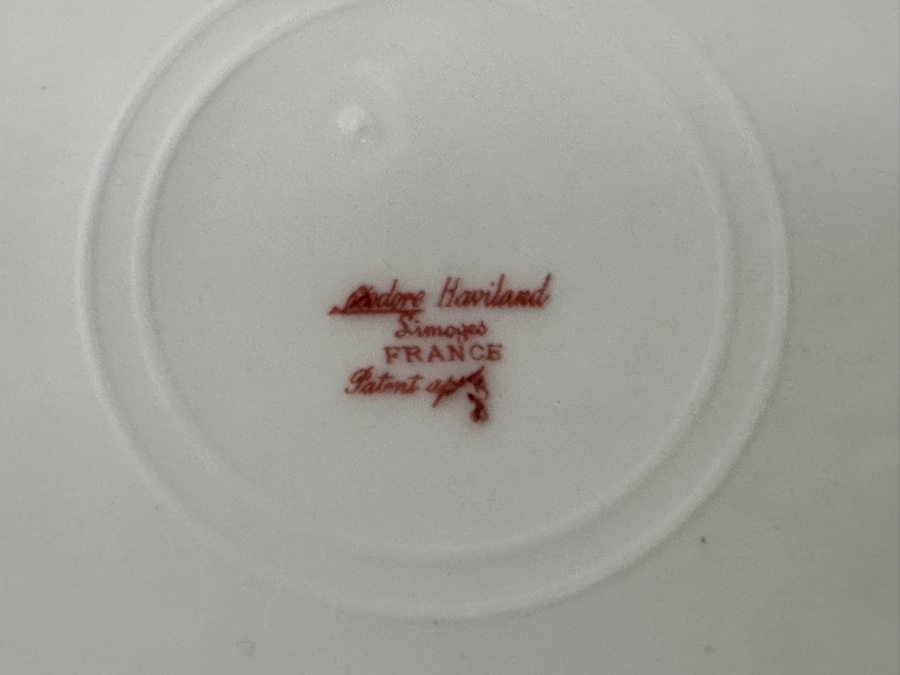 Haviland
Limoges
FRANCE
Patent